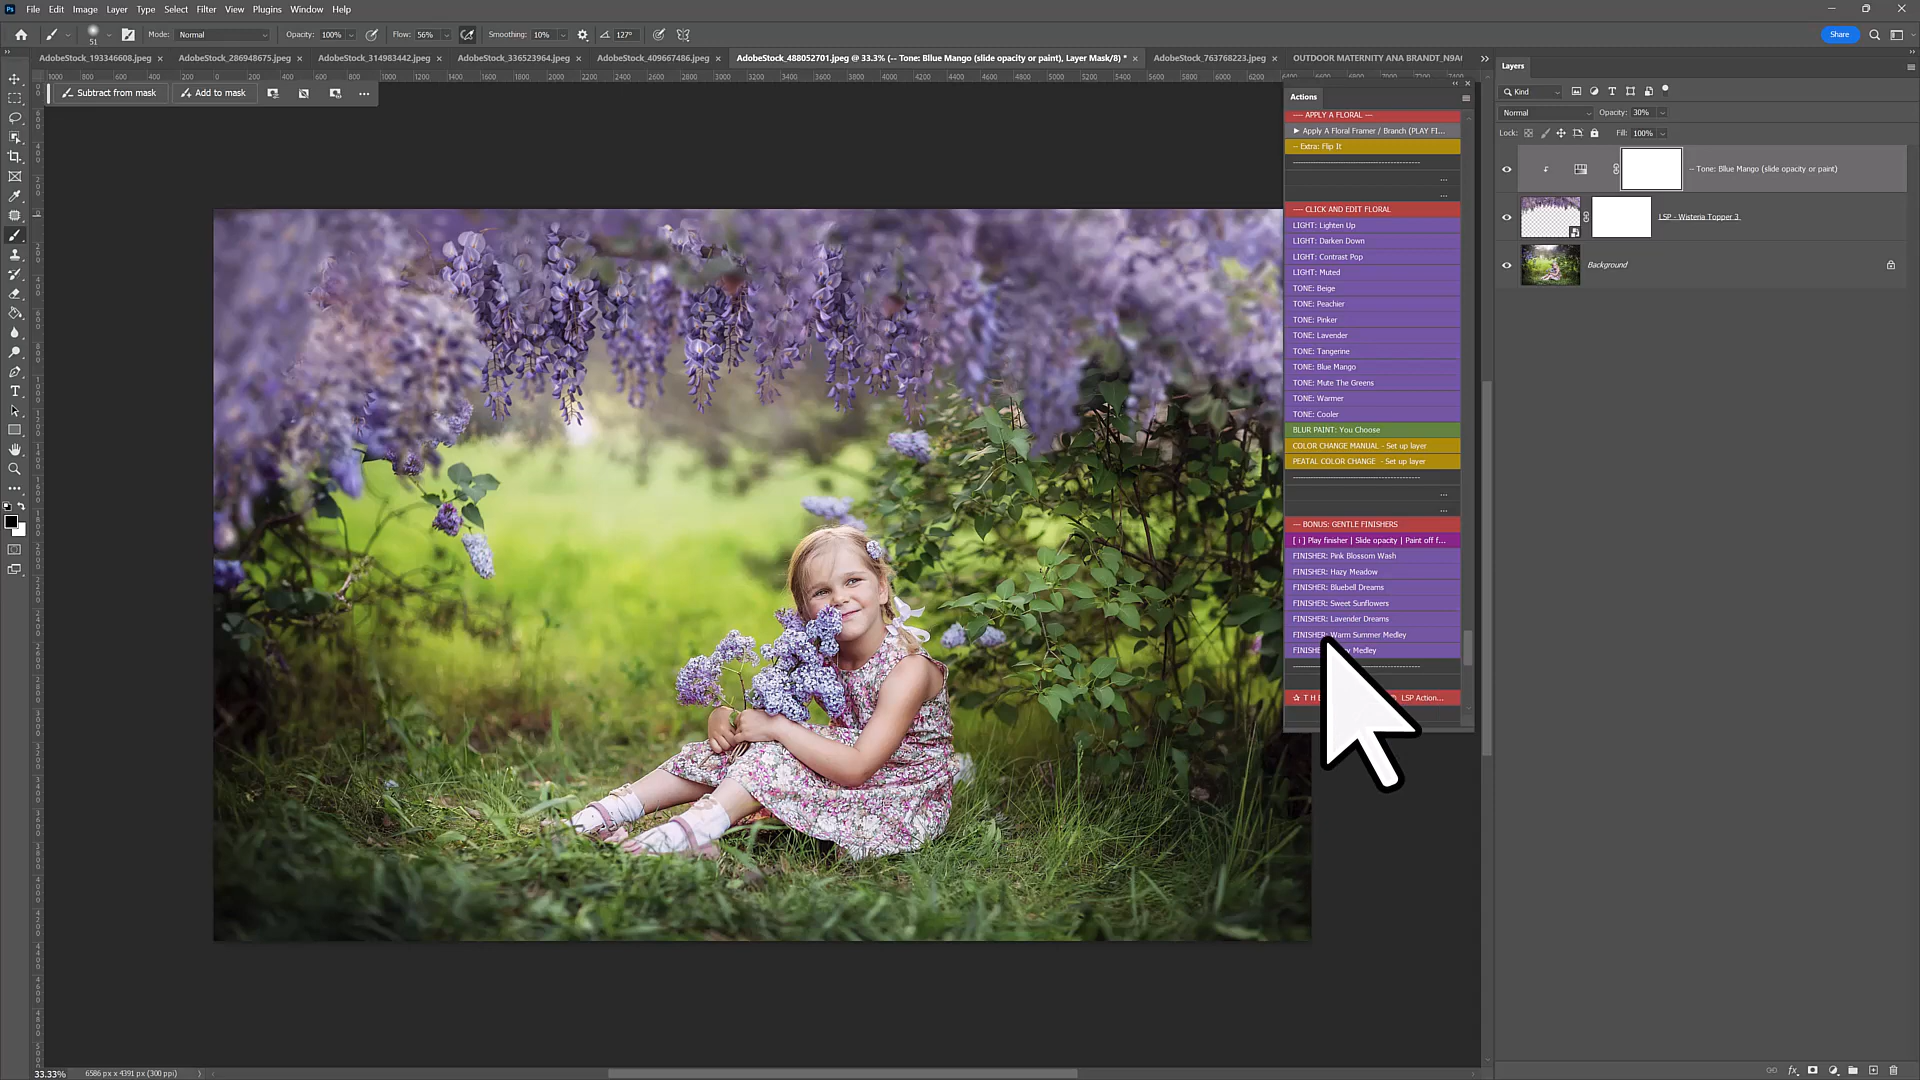 Ps File Edit Image Layer Type Select Filter View Plugins Window Help
51 Mode: Normal Opacity: 100% Flow: 56% Smoothing: 10% 127° Share
AdobeStock_193346608.jpeg × AdobeStock_286948675.jpeg × AdobeStock_314983442.jpeg × AdobeStock_336523964.jpeg × AdobeStock_409667486.jpeg × AdobeStock_488052701.jpeg @ 33.3% (-- Tone: Blue Mango (slide opacity or paint), Layer Mask/8) * × AdobeStock_763768223.jpeg × OUTDOOR MATERNITY ANA BRANDT_N9A
Subtract from mask Add to mask ...
Actions
---- APPLY A FLORAL ---
Apply A Floral Framer / Branch (PLAY FI...
-- Extra: Flip It
...
...
---- CLICK AND EDIT FLORAL
LIGHT: Lighten Up
LIGHT: Darken Down
LIGHT: Contrast Pop
LIGHT: Muted
TONE: Beige
TONE: Peachier
TONE: Pinker
TONE: Lavender
TONE: Tangerine
TONE: Blue Mango
TONE: Mute The Greens
TONE: Warmer
TONE: Cooler
BLUR PAINT: You Choose
COLOR CHANGE MANUAL - Set up layer
PEATAL COLOR CHANGE - Set up layer
...
...
--- BONUS: GENTLE FINISHERS
[ i ] Play finisher | Slide opacity | Paint off f...
FINISHER: Pink Blossom Wash
FINISHER: Hazy Meadow
FINISHER: Bluebell Dreams
FINISHER: Sweet Sunflowers
FINISHER: Lavender Dreams
FINISHER: Warm Summer Medley
Medley
LSP Action...
Layers
Kind
Normal Opacity: 30%
Lock: Fill: 100%
-- Tone: Blue Mango (slide opacity or paint)
LSP - Wisteria Topper 3
Background
33.33% 6586 px x 4391 px (300 ppi)